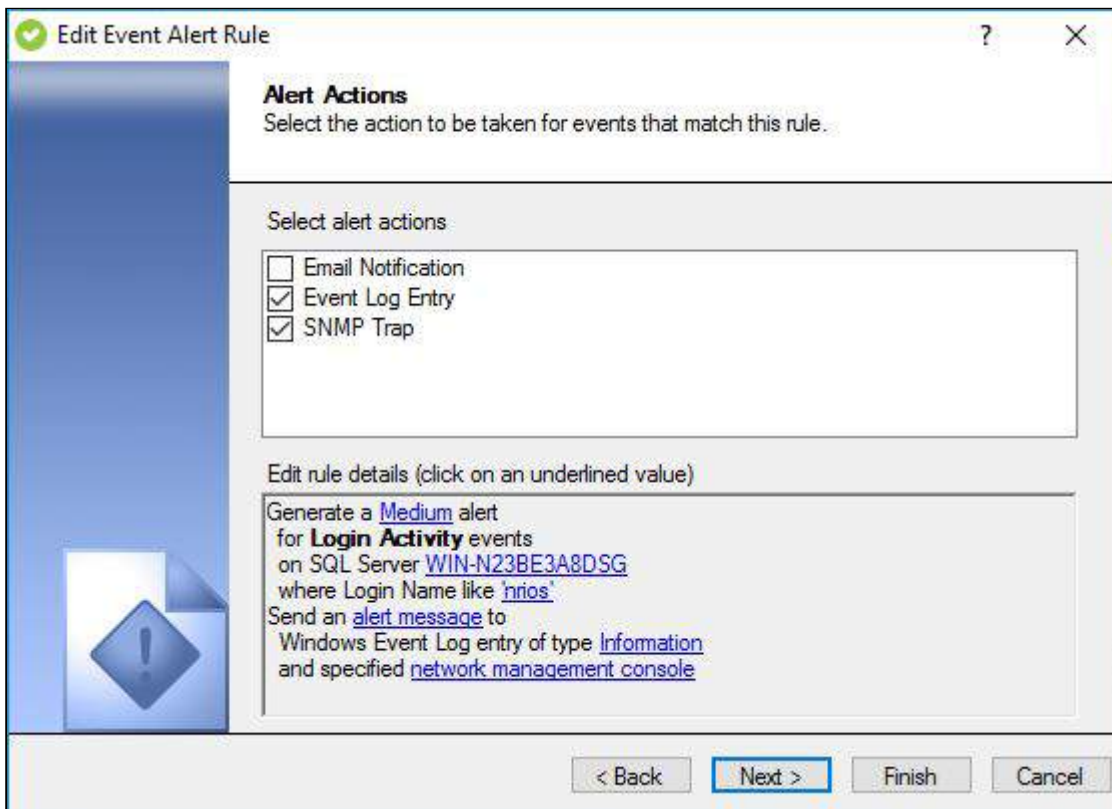 Edit Event Alert Rule
?
Alert Actions
Select the action to be taken for events that match this rule.
Select alert actions
Email Notification
Event Log Entry
SNMP Trap
Edit rule details (click on an underlined value)
Generate a Medium alert
for Login Activity events
on SQL Server WIN-N23BE3A8DSG
where Login Name like 'nrios'
Send an alert message to
Windows Event Log entry of type Information
and specified network management console
< Back
Next >
Finish
Cancel